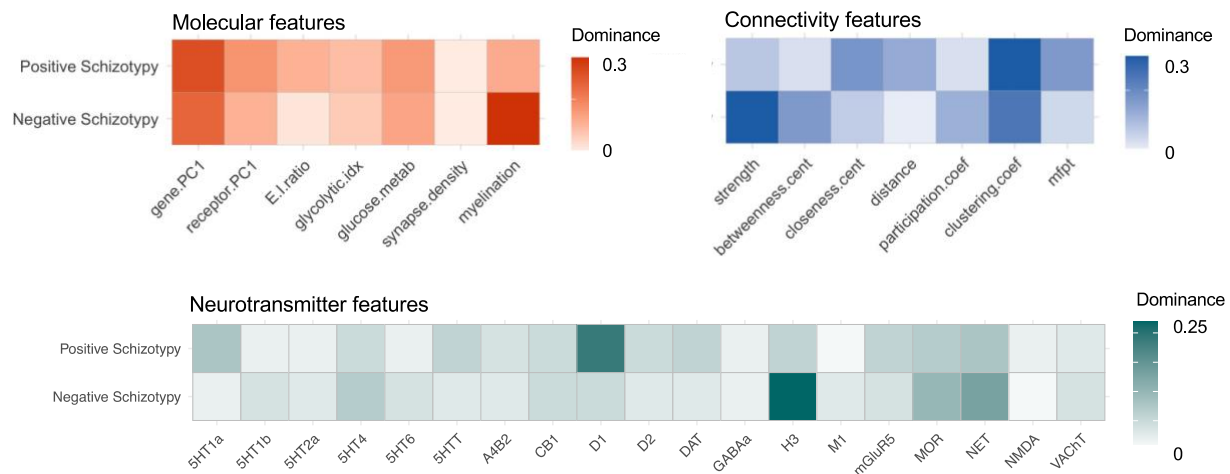 Molecular features
Dominance
Positive Schizotypy
0.3
Negative Schizotypy
0
gene.PC1
receptor.PC1
E.I.ratio
glycolytic.idx
glucose.metab
synapse.density
myelination
Connectivity features
Dominance
0.3
0
strength
betweenness.cent
closeness.cent
distance
participation.coef
clustering.coef
mfpt
Neurotransmitter features
Dominance
Positive Schizotypy
0.25
Negative Schizotypy
0
5HT1a
5HT1b
5HT2a
5HT4
5HT6
5HTT
A4B2
CB1
D1
D2
DAT
GABAa
H3
M1
mGluR5
MOR
NET
NMDA
VAChT